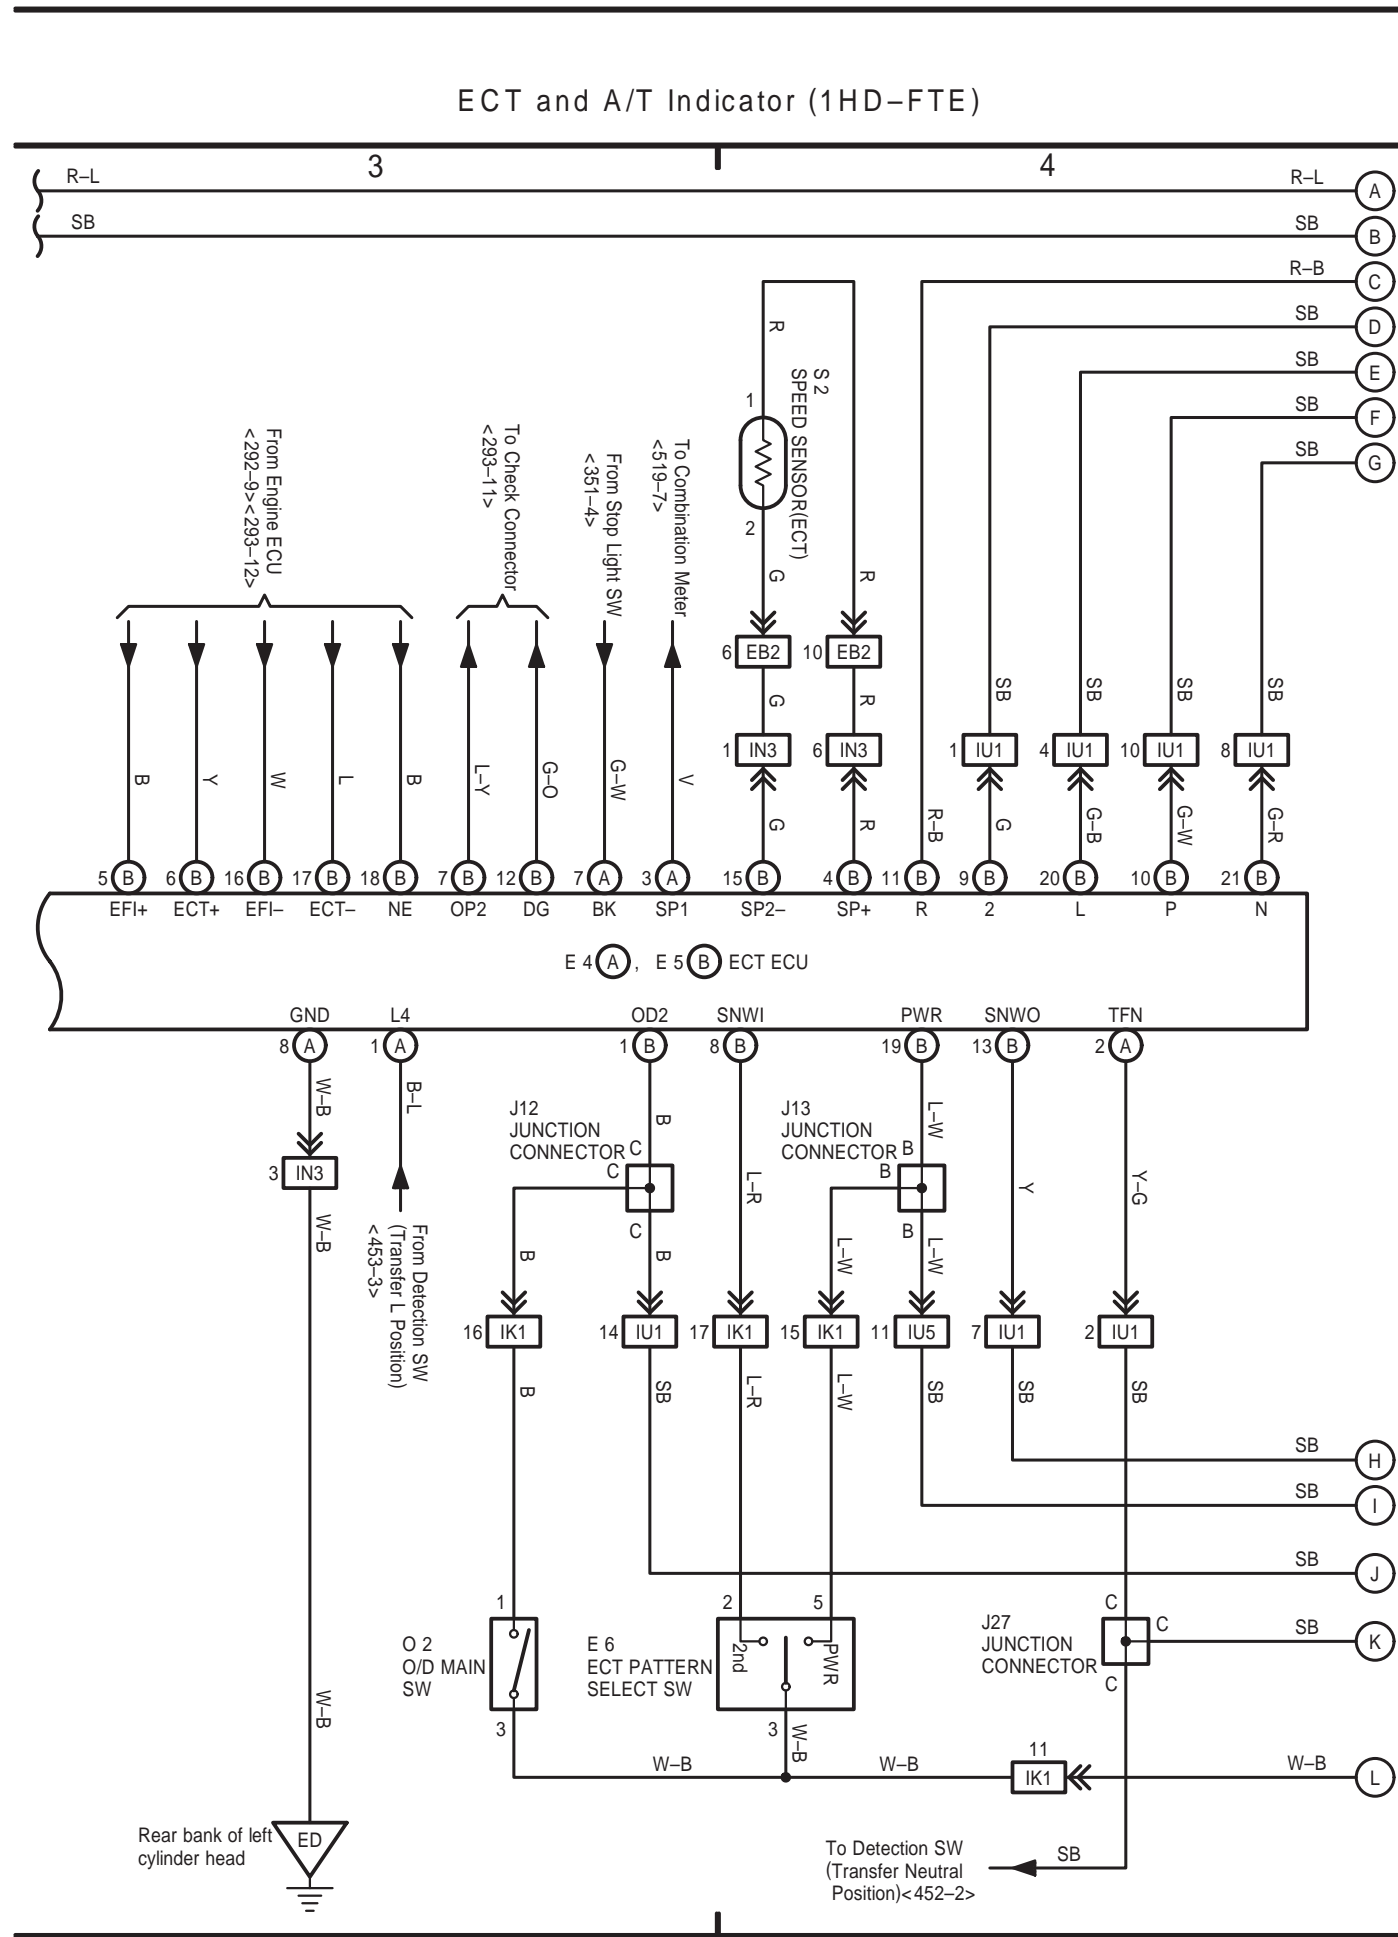 ECT and A/T Indicator (1HD–FTE)
3
4
R–L
R–L
A
SB
SB
B
R–B
C
SB
D
SB
E
SB
F
SB
G
R
S 2
SPEED SENSOR(ECT)
1
2
From Engine ECU
<292–9><293–12>
To Check Connector
<293–11>
From Stop Light SW
<351–4>
To Combination Meter
<519–7>
G
R
6 EB2
10 EB2
G
R
SB
SB
SB
SB
1 IN3
6 IN3
1 IU1
4 IU1
10 IU1
8 IU1
B
Y
W
L
B
L–Y
G–O
G–W
V
G
R
R–B
G
G–B
G–W
G–R
5 B
6 B
16 B
17 B
18 B
7 B
12 B
7 A
3 A
15 B
4 B
11 B
9 B
20 B
10 B
21 B
EFI+
ECT+
EFI–
ECT–
NE
OP2
DG
BK
SP1
SP2–
SP+
R
2
L
P
N
E 4 A , E 5 B ECT ECU
GND
L4
OD2
SNWI
PWR
SNWO
TFN
8 A
1 A
1 B
8 B
19 B
13 B
2 A
W–B
B–L
B
L–R
L–W
Y
Y–G
J12
JUNCTION
CONNECTOR
C
C
C
J13
JUNCTION
CONNECTOR
B
B
B
3 IN3
W–B
From Detection SW
(Transfer L Position)
<453–3>
B
B
L–W
L–W
16 IK1
14 IU1
17 IK1
15 IK1
11 IU5
7 IU1
2 IU1
B
SB
L–R
L–W
SB
SB
SB
SB
H
SB
I
SB
J
1
2
5
C
O 2
O/D MAIN
SW
E 6
ECT PATTERN
SELECT SW
2nd
PWR
J27
JUNCTION
CONNECTOR
C
C
SB
K
W–B
3
3
W–B
W–B
W–B
11
IK1
W–B
L
Rear bank of left
cylinder head
ED
To Detection SW
(Transfer Neutral
Position)<452–2>
SB